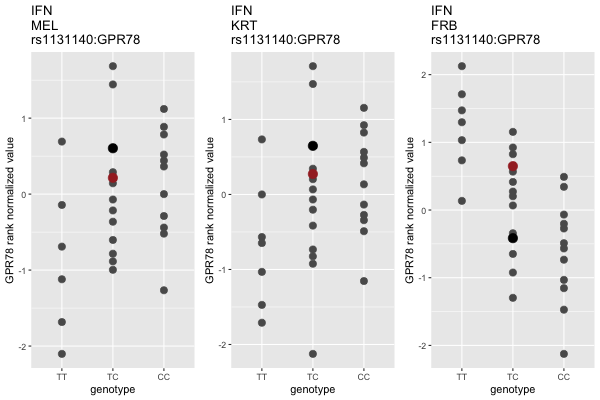 IFN
MEL
rs1131140:GPR78
GPR78 rank normalized value
1
0
-1
-2
TT TC CC
genotype
IFN
KRT
rs1131140:GPR78
GPR78 rank normalized value
1
0
-1
-2
TT TC CC
genotype
IFN
FRB
rs1131140:GPR78
GPR78 rank normalized value
2
1
0
-1
-2
TT TC CC
genotype